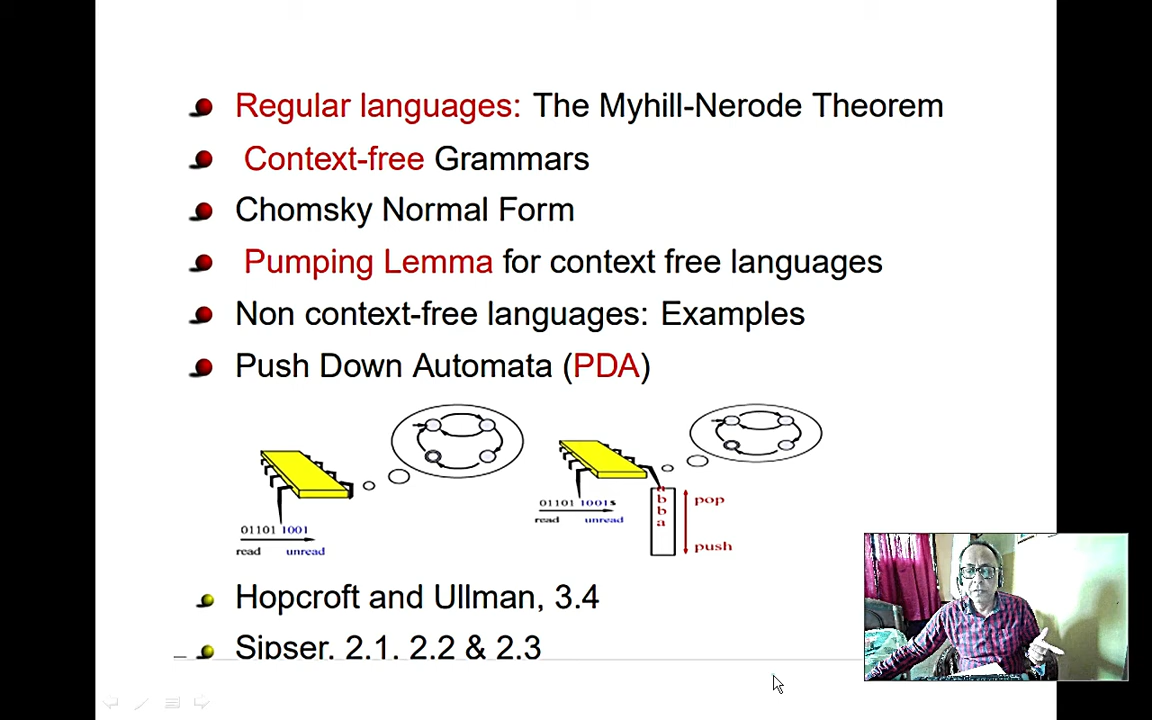 Regular languages: The Myhill-Nerode Theorem
Context-free Grammars
Chomsky Normal Form
Pumping Lemma for context free languages
Non context-free languages: Examples
Push Down Automata (PDA)
01101 1001
read unread
01101 1001s
read unread
b
b
a
pop
push
Hopcroft and Ullman, 3.4
Sipser. 2.1. 2.2 & 2.3